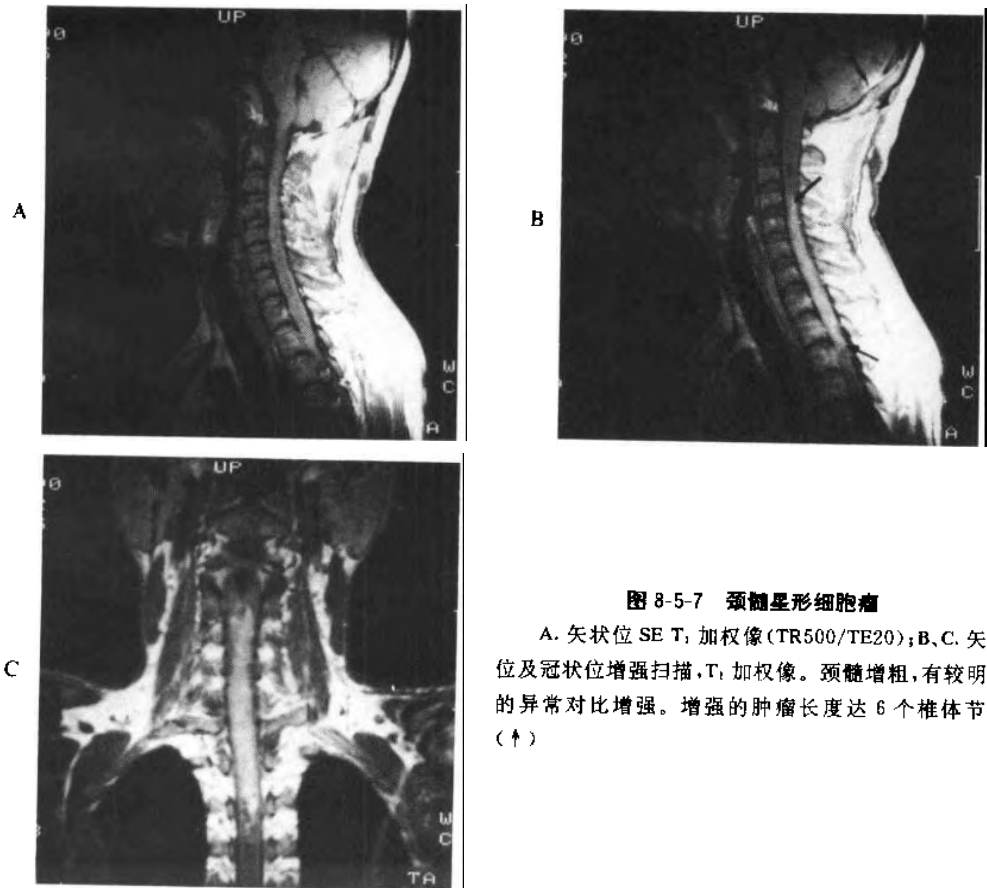 UP
90
A
W
C
A
UP
90
B
W
C
A
UP
90
C
W
C
TA
图 8-5-7 颈髓星形细胞瘤
A. 矢状位 SE T₁ 加权像(TR500/TE20);B、C. 矢
位及冠状位增强扫描,T₁ 加权像。颈髓增粗,有较明
的异常对比增强。增强的肿瘤长度达 6 个椎体节
(↑)